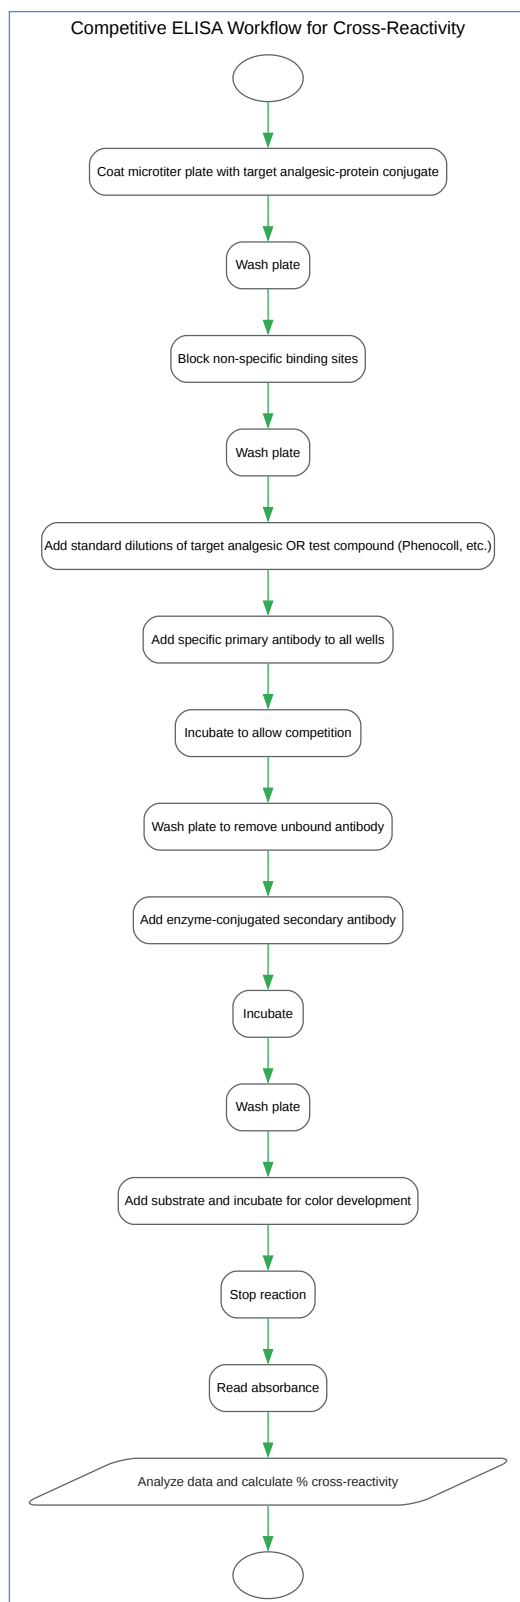 Competitive ELISA Workflow for Cross-Reactivity
Coat microtiter plate with target analgesic-protein conjugate
Wash plate
Block non-specific binding sites
Wash plate
Add standard dilutions of target analgesic OR test compound (Phenocoll, etc.)
Add specific primary antibody to all wells
Incubate to allow competition
Wash plate to remove unbound antibody
Add enzyme-conjugated secondary antibody
Incubate
Wash plate
Add substrate and incubate for color development
Stop reaction
Read absorbance
Analyze data and calculate % cross-reactivity